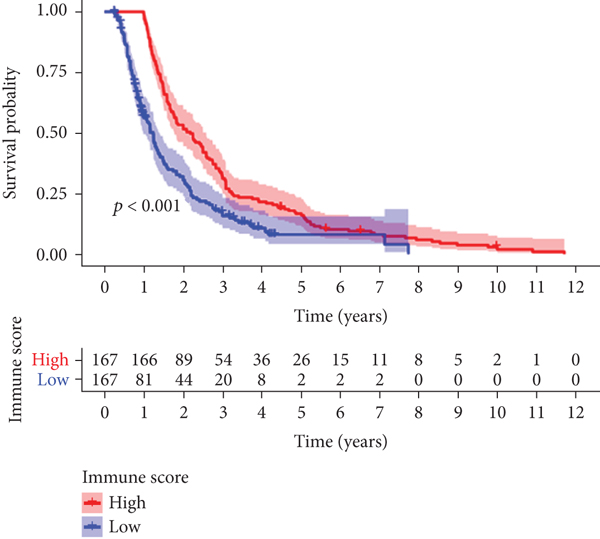 1.00
0.75
0.50
0.25
0.00
Survival probality
p < 0.001
0 1 2 3 4 5 6 7 8 9 10 11 12
Time (years)
Immune score
High 167 166 89 54 36 26 15 11 8 5 2 1 0
Low 167 81 44 20 8 2 2 2 0 0 0 0 0
0 1 2 3 4 5 6 7 8 9 10 11 12
Time (years)
Immune score
High
Low